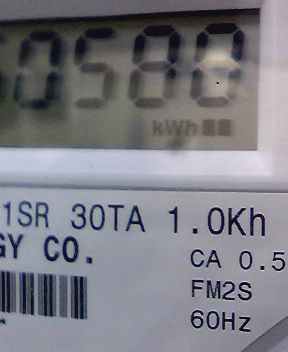 0580
kWh
1SR 30TA 1.0Kh
GY CO.
CA 0.5
FM2S
60Hz